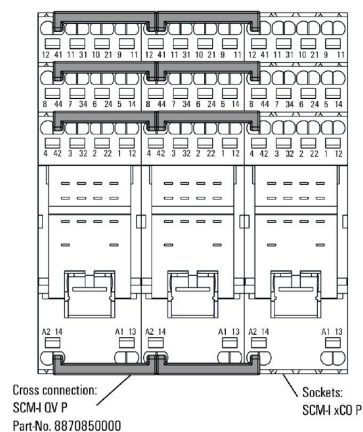 12 41 11 31 10 21 9 11 12 41 11 31 10 21 9 11 12 41 11 31 10 21 9 11
8 44 7 34 6 24 5 14 8 44 7 34 6 24 5 14 8 44 7 34 6 24 5 14
4 42 3 32 2 22 1 12 4 42 3 32 2 22 1 12 4 42 3 32 2 22 1 12
A2 14 A1 13 A2 14 A1 13 A2 14 A1 13
Cross connection:
SCM-I QV P
Part-No. 8870850000
Sockets:
SCM-I xCO P